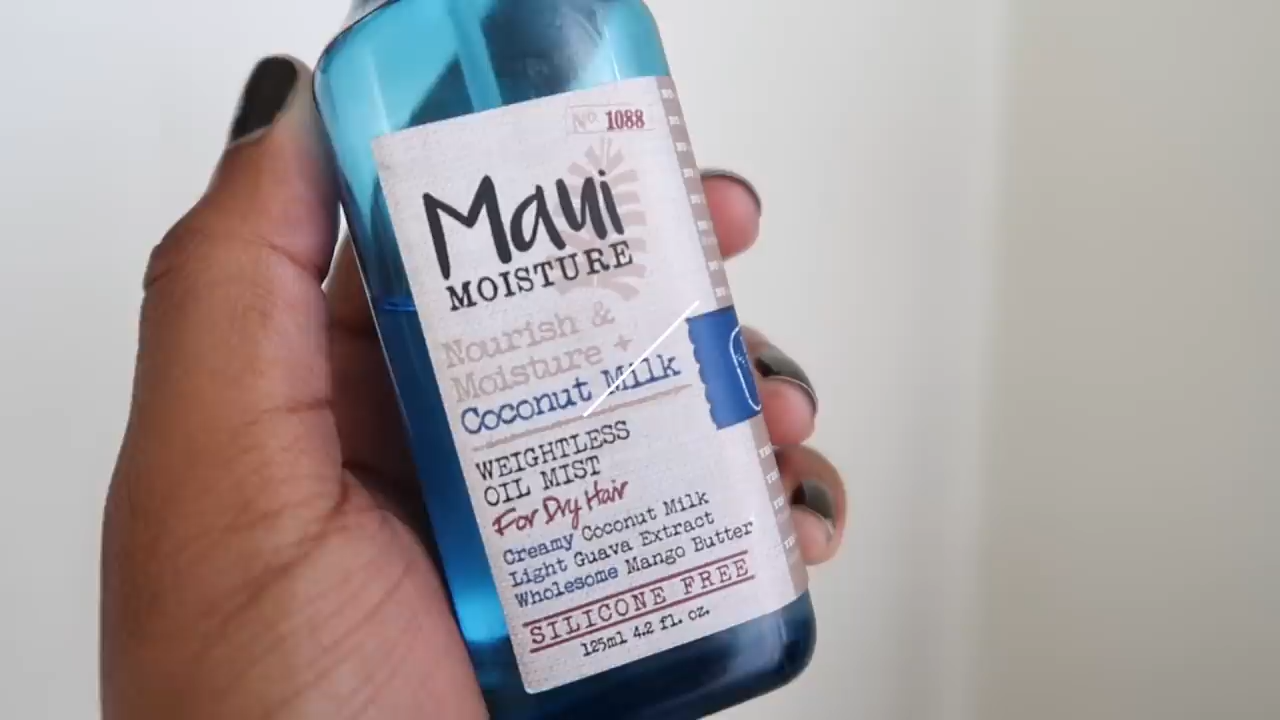 Nº 1088
Maui
MOISTURE
Nourish &
Moisture +
Coconut Milk
WEIGHTLESS
OIL MIST
For Dry Hair
Creamy Coconut Milk
Light Guava Extract
Wholesome Mango Butter
SILICONE FREE
125ml 4.2 fl. oz.